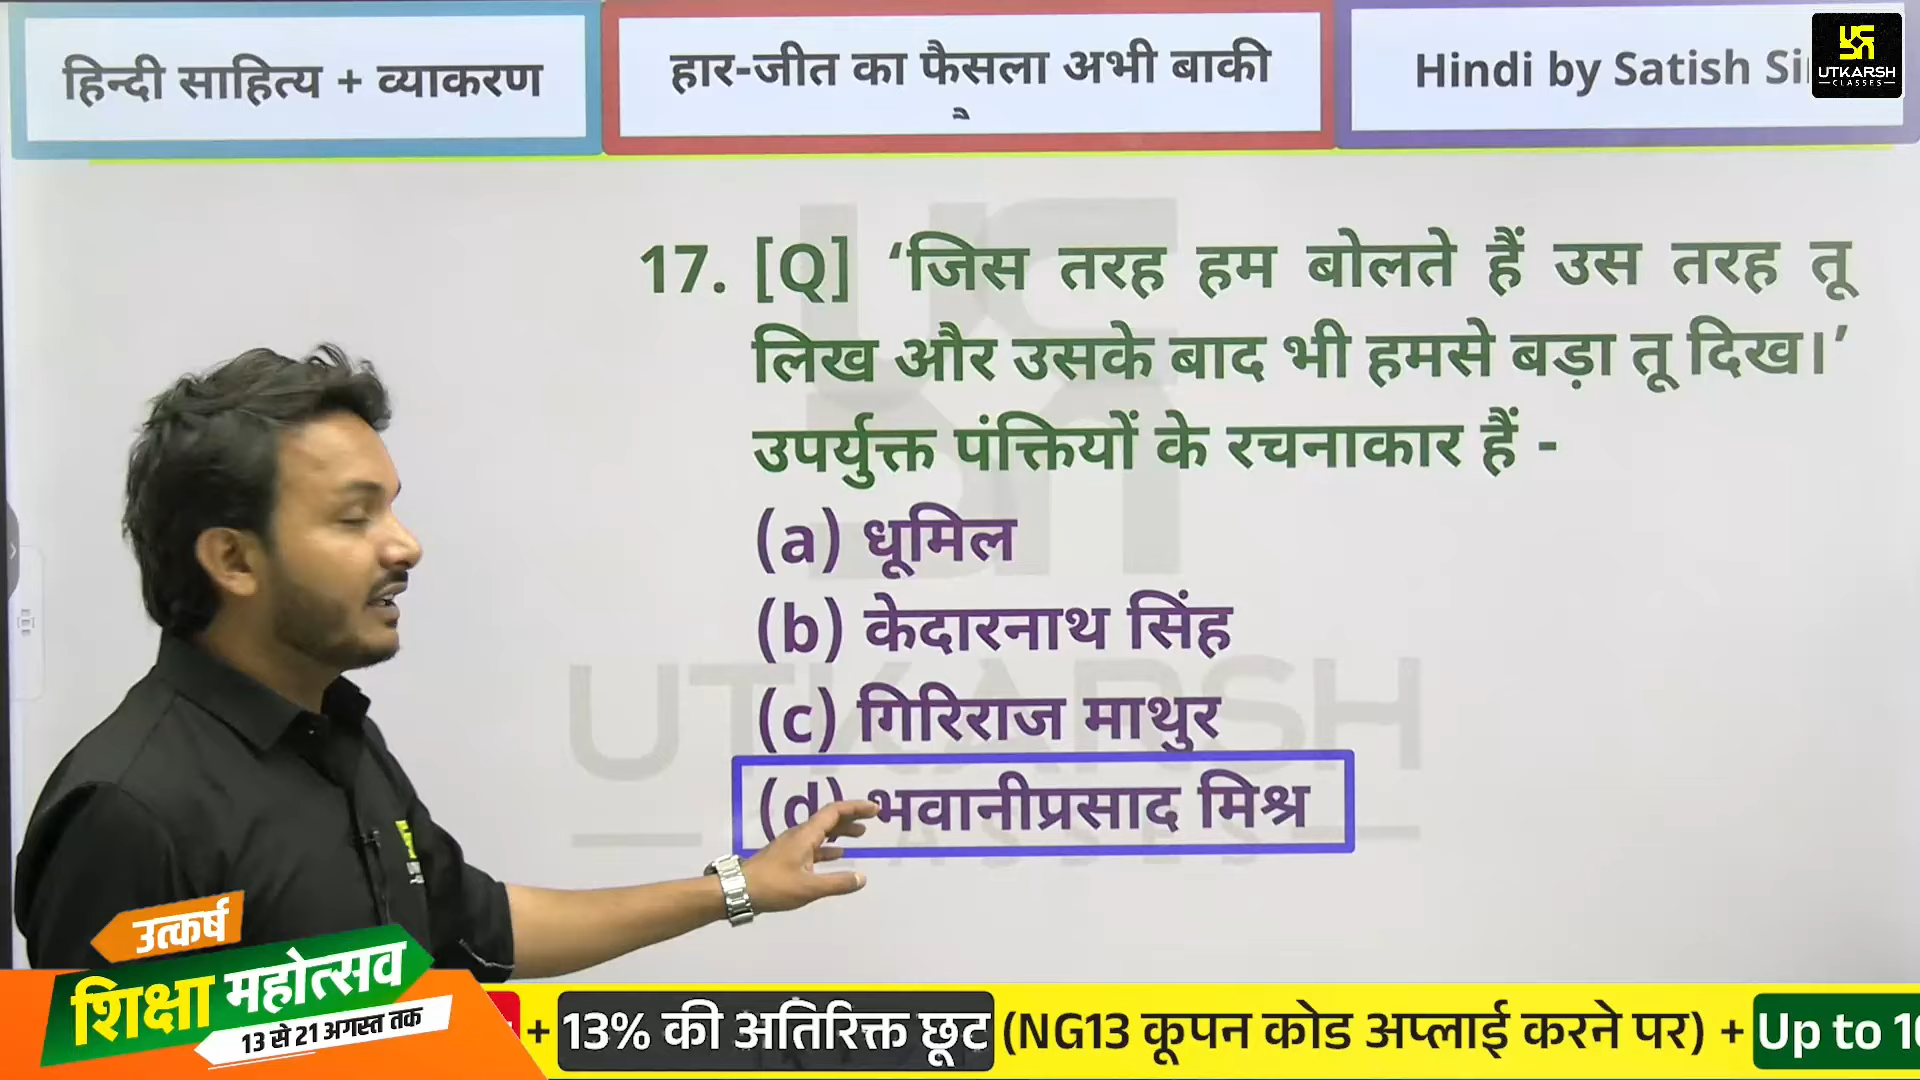 हिन्दी साहित्य + व्याकरण
हार-जीत का फैसला अभी बाकी
Hindi by Satish
UTKARSH
CLASSES
17. [Q] ‘जिस तरह हम बोलते हैं उस तरह तू
लिख और उसके बाद भी हमसे बड़ा तू दिख।’
उपर्युक्त पंक्तियों के रचनाकार हैं -
(a) धूमिल
(b) केदारनाथ सिंह
(c) गिरिराज माथुर
(d) भवानीप्रसाद मिश्र
UTKARSH
CLASSES
उत्कर्ष
शिक्षा महोत्सव
13 से 21 अगस्त तक
+ 13% की अतिरिक्त छूट (NG13 कूपन कोड अप्लाई करने पर) + Up to